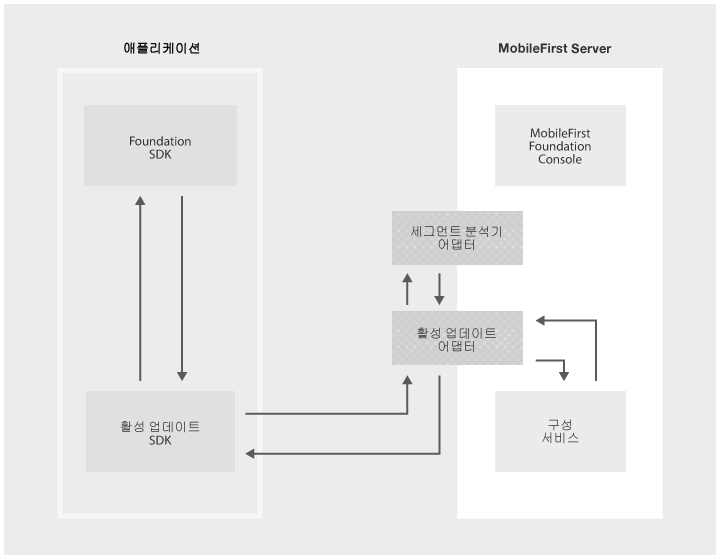 애플리케이션
MobileFirst Server
Foundation
SDK
MobileFirst
Foundation
Console
세그먼트 분석기
어댑터
활성 업데이트
어댑터
활성 업데이트
SDK
구성
서비스